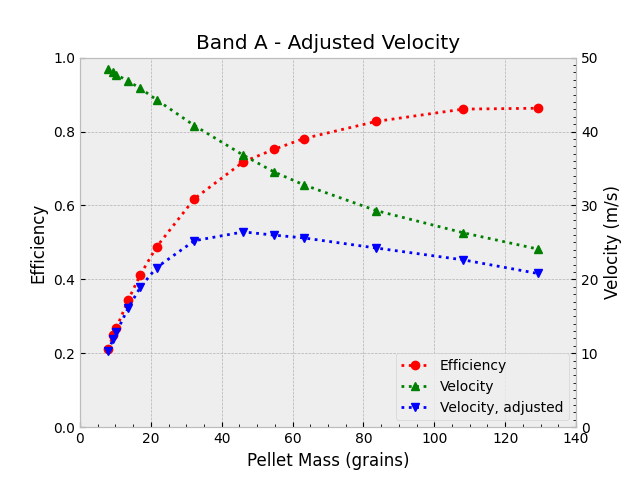 Band A - Adjusted Velocity
1.0
0.8
0.6
0.4
0.2
0.0
Efficiency
50
40
30
20
10
0
Velocity (m/s)
Efficiency
Velocity
Velocity, adjusted
0 20 40 60 80 100 120 140
Pellet Mass (grains)